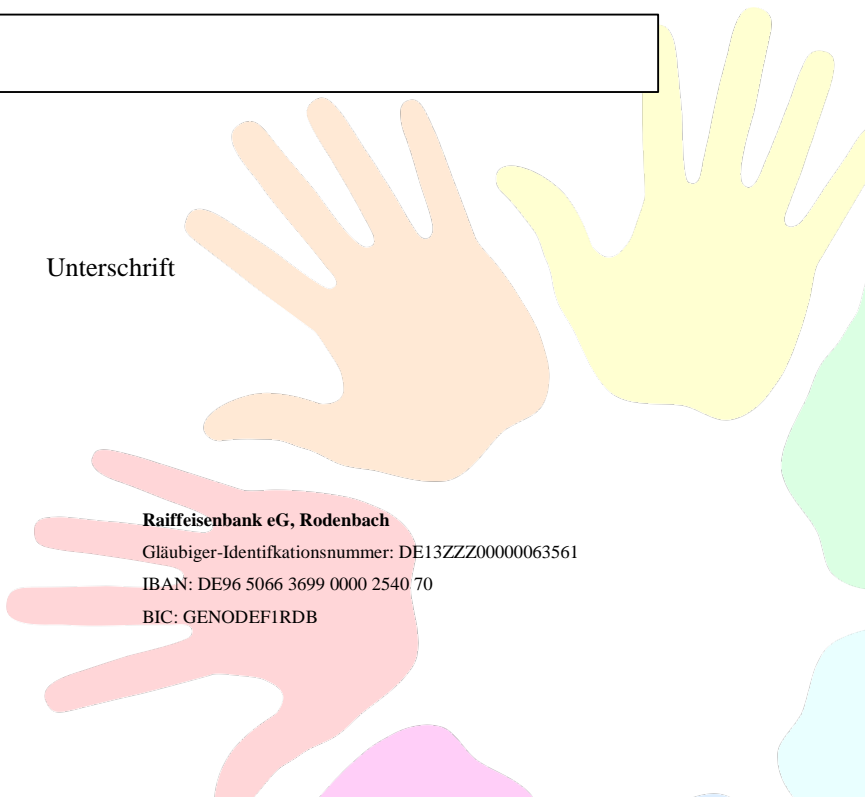 Unterschrift
Raiffeisenbank eG, Rodenbach
Gläubiger-Identifkationsnummer: DE13ZZZ00000063561
IBAN: DE96 5066 3699 0000 2540 70
BIC: GENODEF1RDB